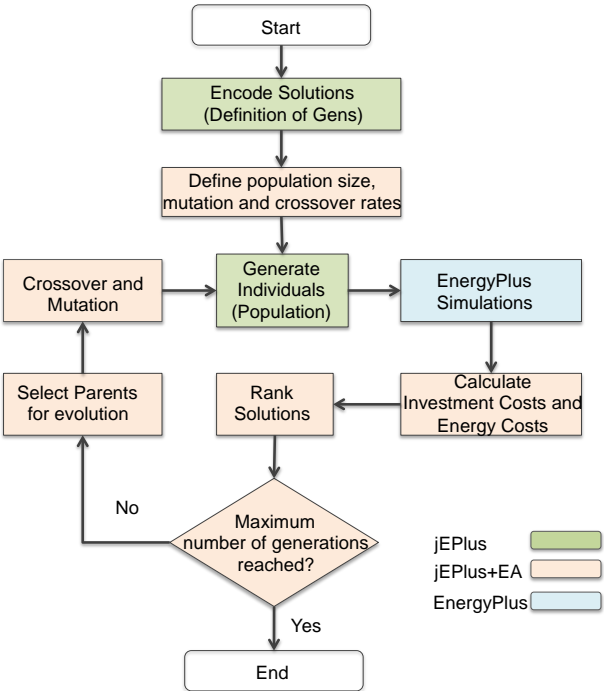 Start
Encode Solutions
(Definition of Gens)
Define population size,
mutation and crossover rates
Crossover and
Mutation
Generate
Individuals
(Population)
EnergyPlus
Simulations
Select Parents
for evolution
Rank
Solutions
Calculate
Investment Costs and
Energy Costs
No
Maximum
number of generations
reached?
jEPlus
jEPlus+EA
EnergyPlus
Yes
End